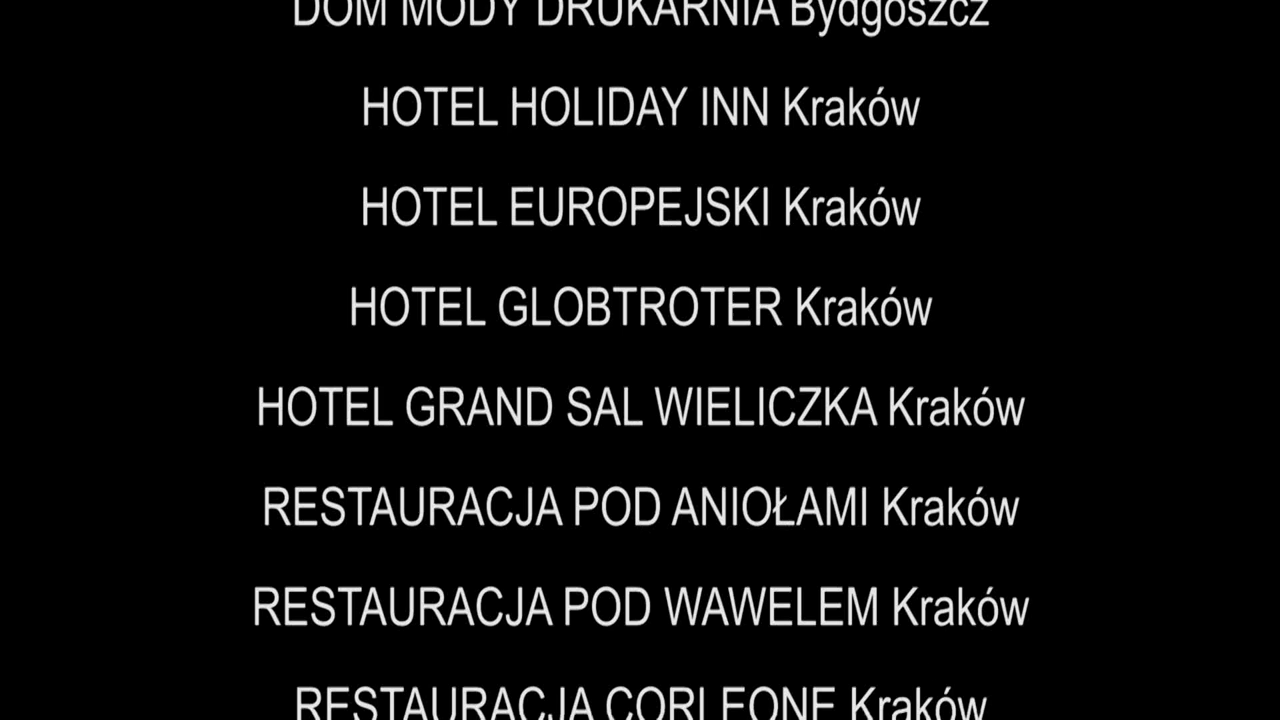 DOM MODY DRUKARNIA Bydgoszcz
HOTEL HOLIDAY INN Kraków
HOTEL EUROPEJSKI Kraków
HOTEL GLOBTROTER Kraków
HOTEL GRAND SAL WIELICZKA Kraków
RESTAURACJA POD ANIOŁAMI Kraków
RESTAURACJA POD WAWELEM Kraków
RESTAURACJA CORLEONE Kraków